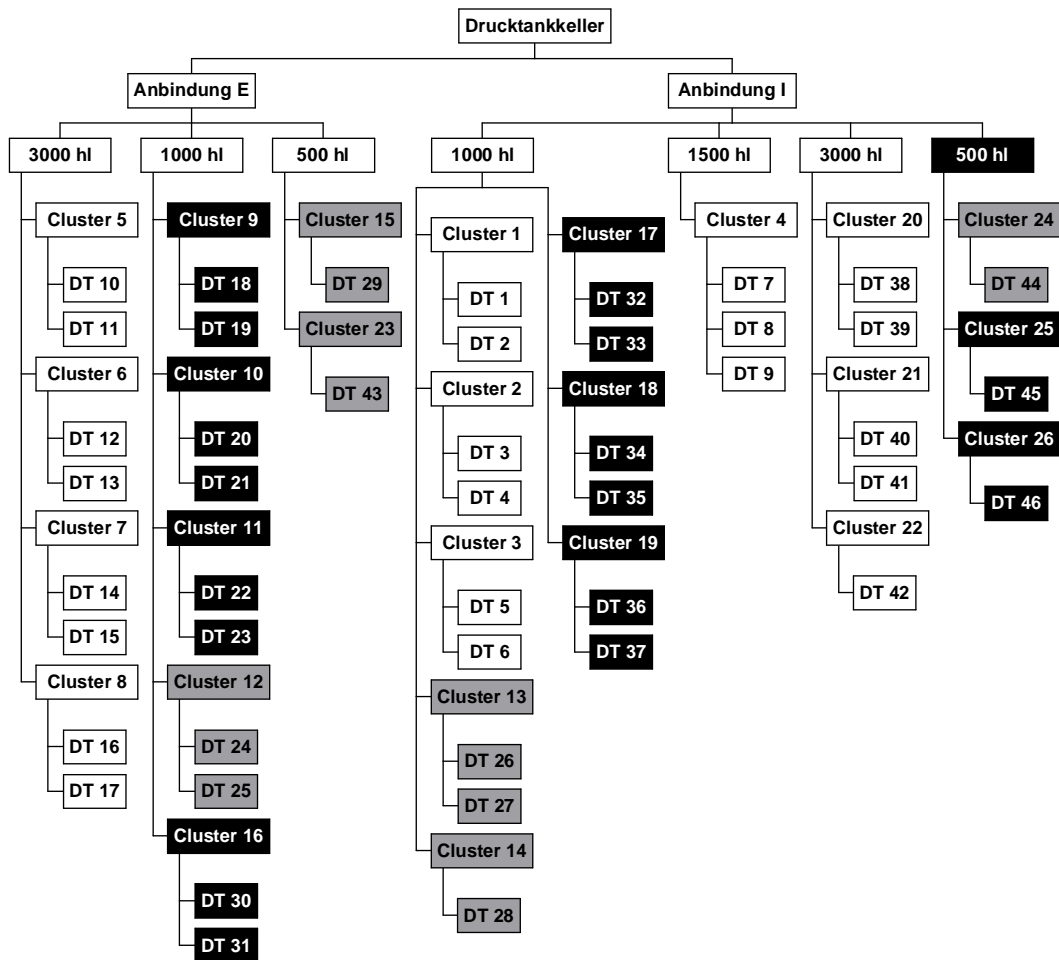 Drucktankkeller
Anbindung E
Anbindung I
3000 hl
1000 hl
500 hl
1000 hl
1500 hl
3000 hl
500 hl
Cluster 5
DT 10
DT 11
Cluster 6
DT 12
DT 13
Cluster 7
DT 14
DT 15
Cluster 8
DT 16
DT 17
Cluster 9
DT 18
DT 19
Cluster 10
DT 20
DT 21
Cluster 11
DT 22
DT 23
Cluster 12
DT 24
DT 25
Cluster 16
DT 30
DT 31
Cluster 15
DT 29
Cluster 23
DT 43
Cluster 1
DT 1
DT 2
Cluster 2
DT 3
DT 4
Cluster 3
DT 5
DT 6
Cluster 13
DT 26
DT 27
Cluster 14
DT 28
Cluster 17
DT 32
DT 33
Cluster 18
DT 34
DT 35
Cluster 19
DT 36
DT 37
Cluster 4
DT 7
DT 8
DT 9
Cluster 20
DT 38
DT 39
Cluster 21
DT 40
DT 41
Cluster 22
DT 42
Cluster 24
DT 44
Cluster 25
DT 45
Cluster 26
DT 46